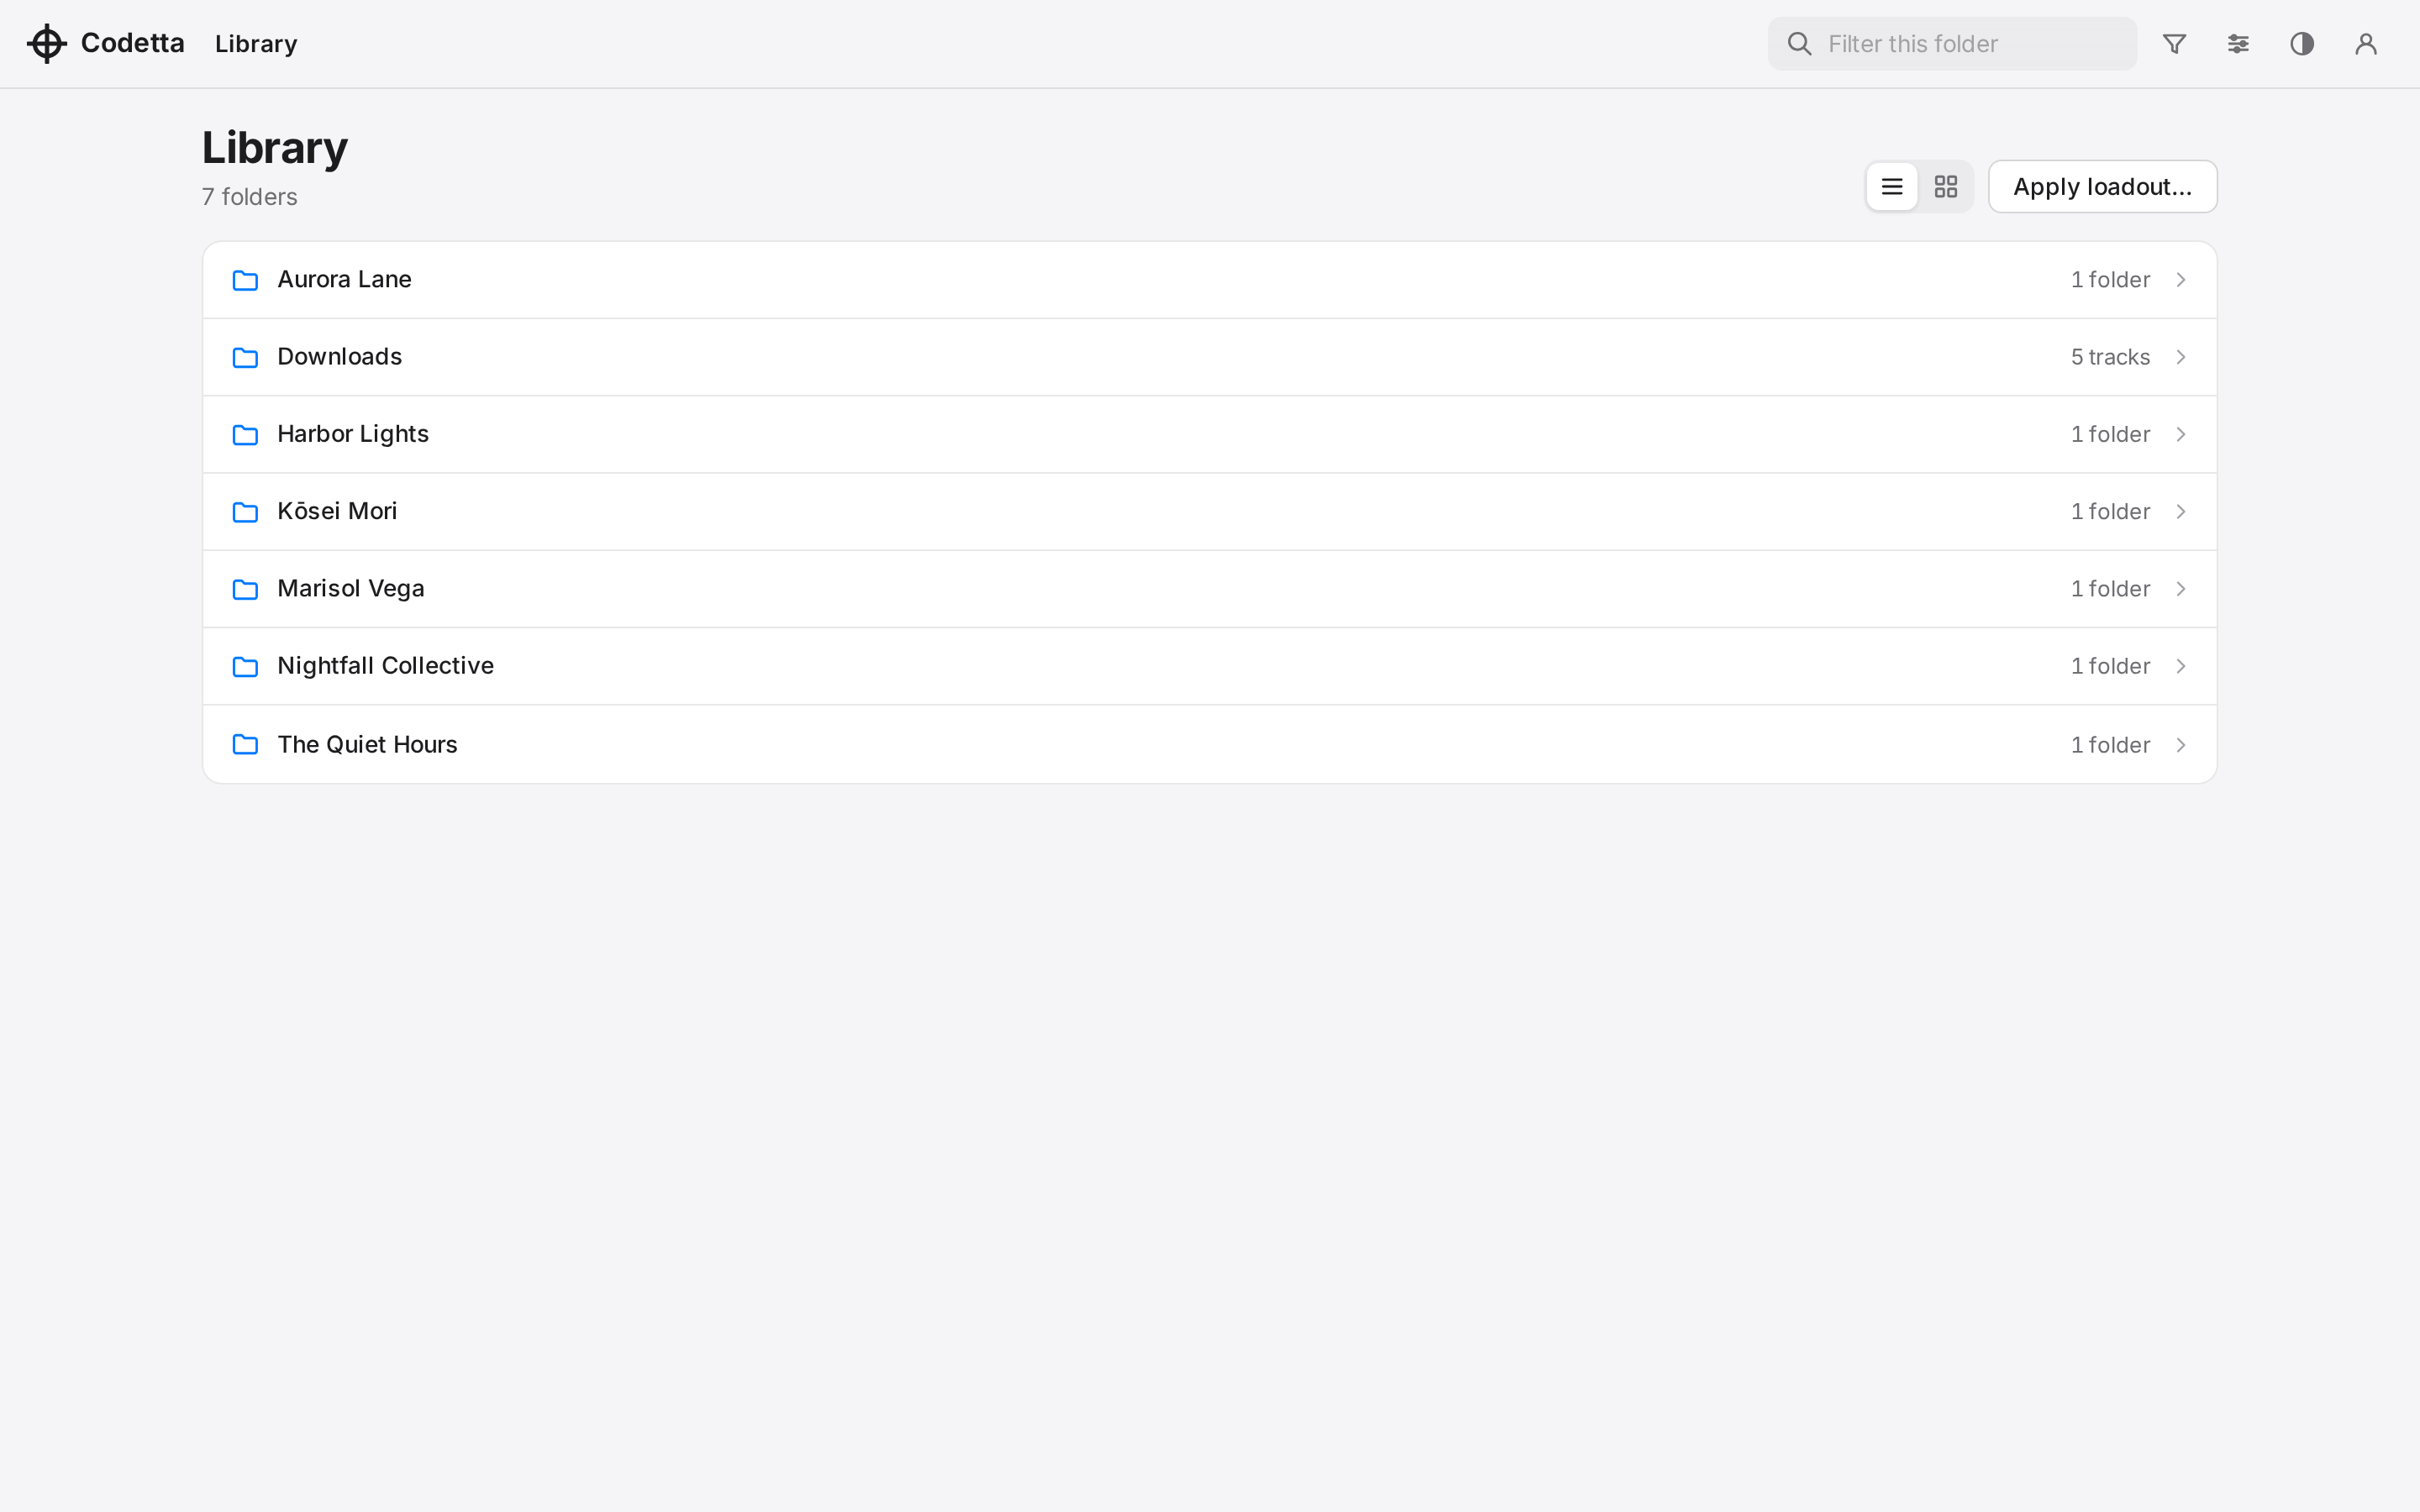 Codetta
Library
Filter this folder
Library
7 folders
Apply loadout...
Aurora Lane
1 folder
Downloads
5 tracks
Harbor Lights
1 folder
Kōsei Mori
1 folder
Marisol Vega
1 folder
Nightfall Collective
1 folder
The Quiet Hours
1 folder